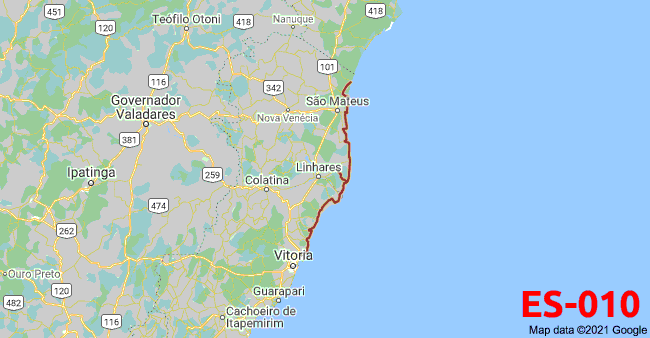 451
418
Nanuque
418
Teófilo Otoni
120
101
116
342
Governador
Valadares
São Mateus
Nova Venécia
381
Ipatinga
259
Linhares
Colatina
474
262
Vitoria
Ouro Preto
120
Guarapari
482
116
Cachoeiro de
Itapemirim
ES-010
Map data ©2021 Google